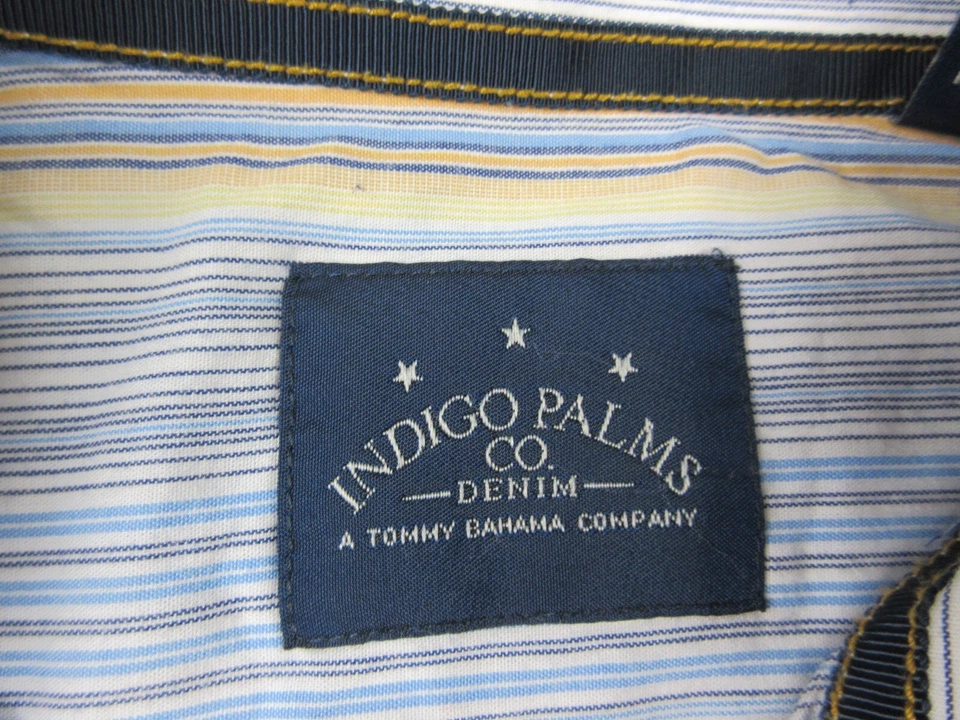 INDIGO PALMS
CO.
DENIM
A TOMMY BAHAMA COMPANY